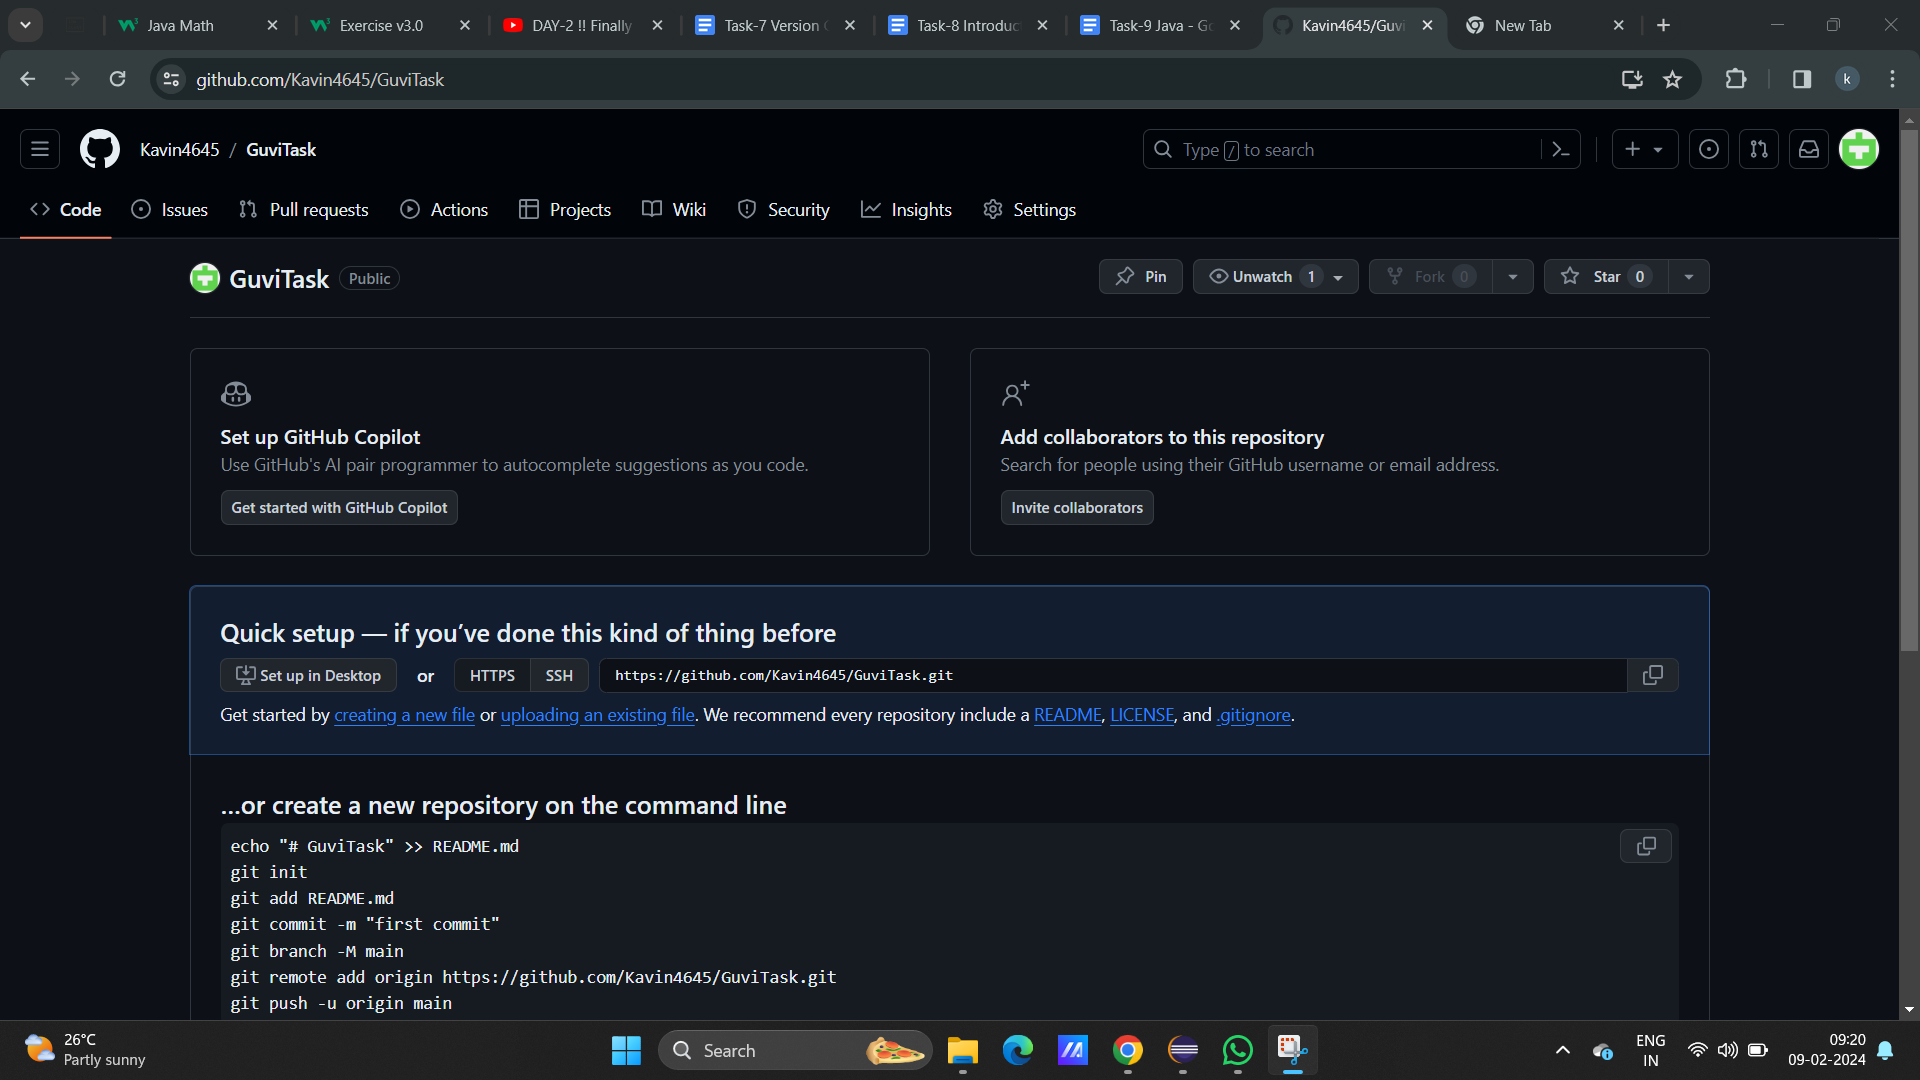 Java Math
Exercise v3.0
DAY-2 !! Finally
Task-7 Version
Task-8 Introduc
Task-9 Java - Go
Kavin4645/Guvi
New Tab
github.com/Kavin4645/GuviTask
k
Kavin4645 / GuviTask
Type / to search
Code
Issues
Pull requests
Actions
Projects
Wiki
Security
Insights
Settings
GuviTask Public
Pin
Unwatch 1
Fork 0
Star 0
Set up GitHub Copilot
Use GitHub's AI pair programmer to autocomplete suggestions as you code.
Get started with GitHub Copilot
Add collaborators to this repository
Search for people using their GitHub username or email address.
Invite collaborators
Quick setup — if you’ve done this kind of thing before
Set up in Desktop or HTTPS SSH https://github.com/Kavin4645/GuviTask.git
Get started by creating a new file or uploading an existing file. We recommend every repository include a README, LICENSE, and .gitignore.
…or create a new repository on the command line
echo "# GuviTask" >> README.md
git init
git add README.md
git commit -m "first commit"
git branch -M main
git remote add origin https://github.com/Kavin4645/GuviTask.git
git push -u origin main
26°C
Partly sunny
Search
ENG
IN
09:20
09-02-2024